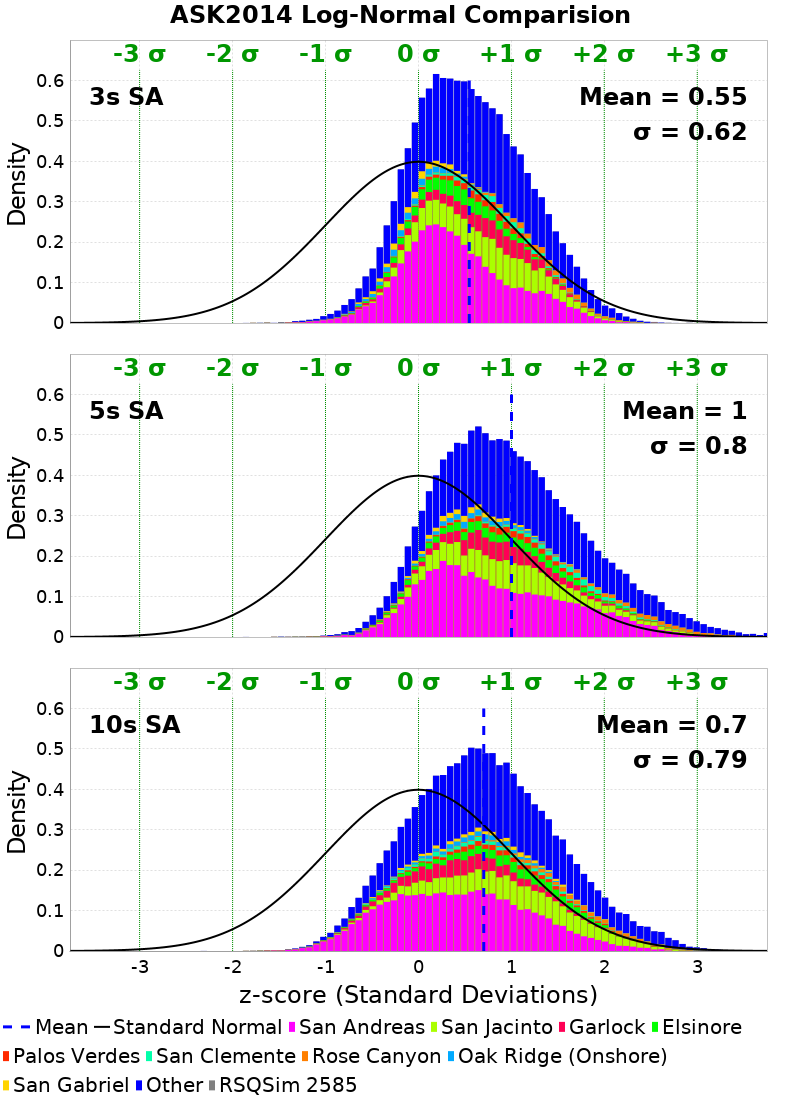 ASK2014 Log-Normal Comparision
-3 σ -2 σ -1 σ 0 σ +1 σ +2 σ +3 σ
3s SA
Mean = 0.55
σ = 0.62
Density
0.6
0.5
0.4
0.3
0.2
0.1
0
-3 σ -2 σ -1 σ 0 σ +1 σ +2 σ +3 σ
5s SA
Mean = 1
σ = 0.8
Density
0.6
0.5
0.4
0.3
0.2
0.1
0
-3 σ -2 σ -1 σ 0 σ +1 σ +2 σ +3 σ
10s SA
Mean = 0.7
σ = 0.79
Density
0.6
0.5
0.4
0.3
0.2
0.1
0
-3 -2 -1 0 1 2 3
z-score (Standard Deviations)
Mean Standard Normal San Andreas San Jacinto Garlock Elsinore
Palos Verdes San Clemente Rose Canyon Oak Ridge (Onshore)
San Gabriel Other RSQSim 2585